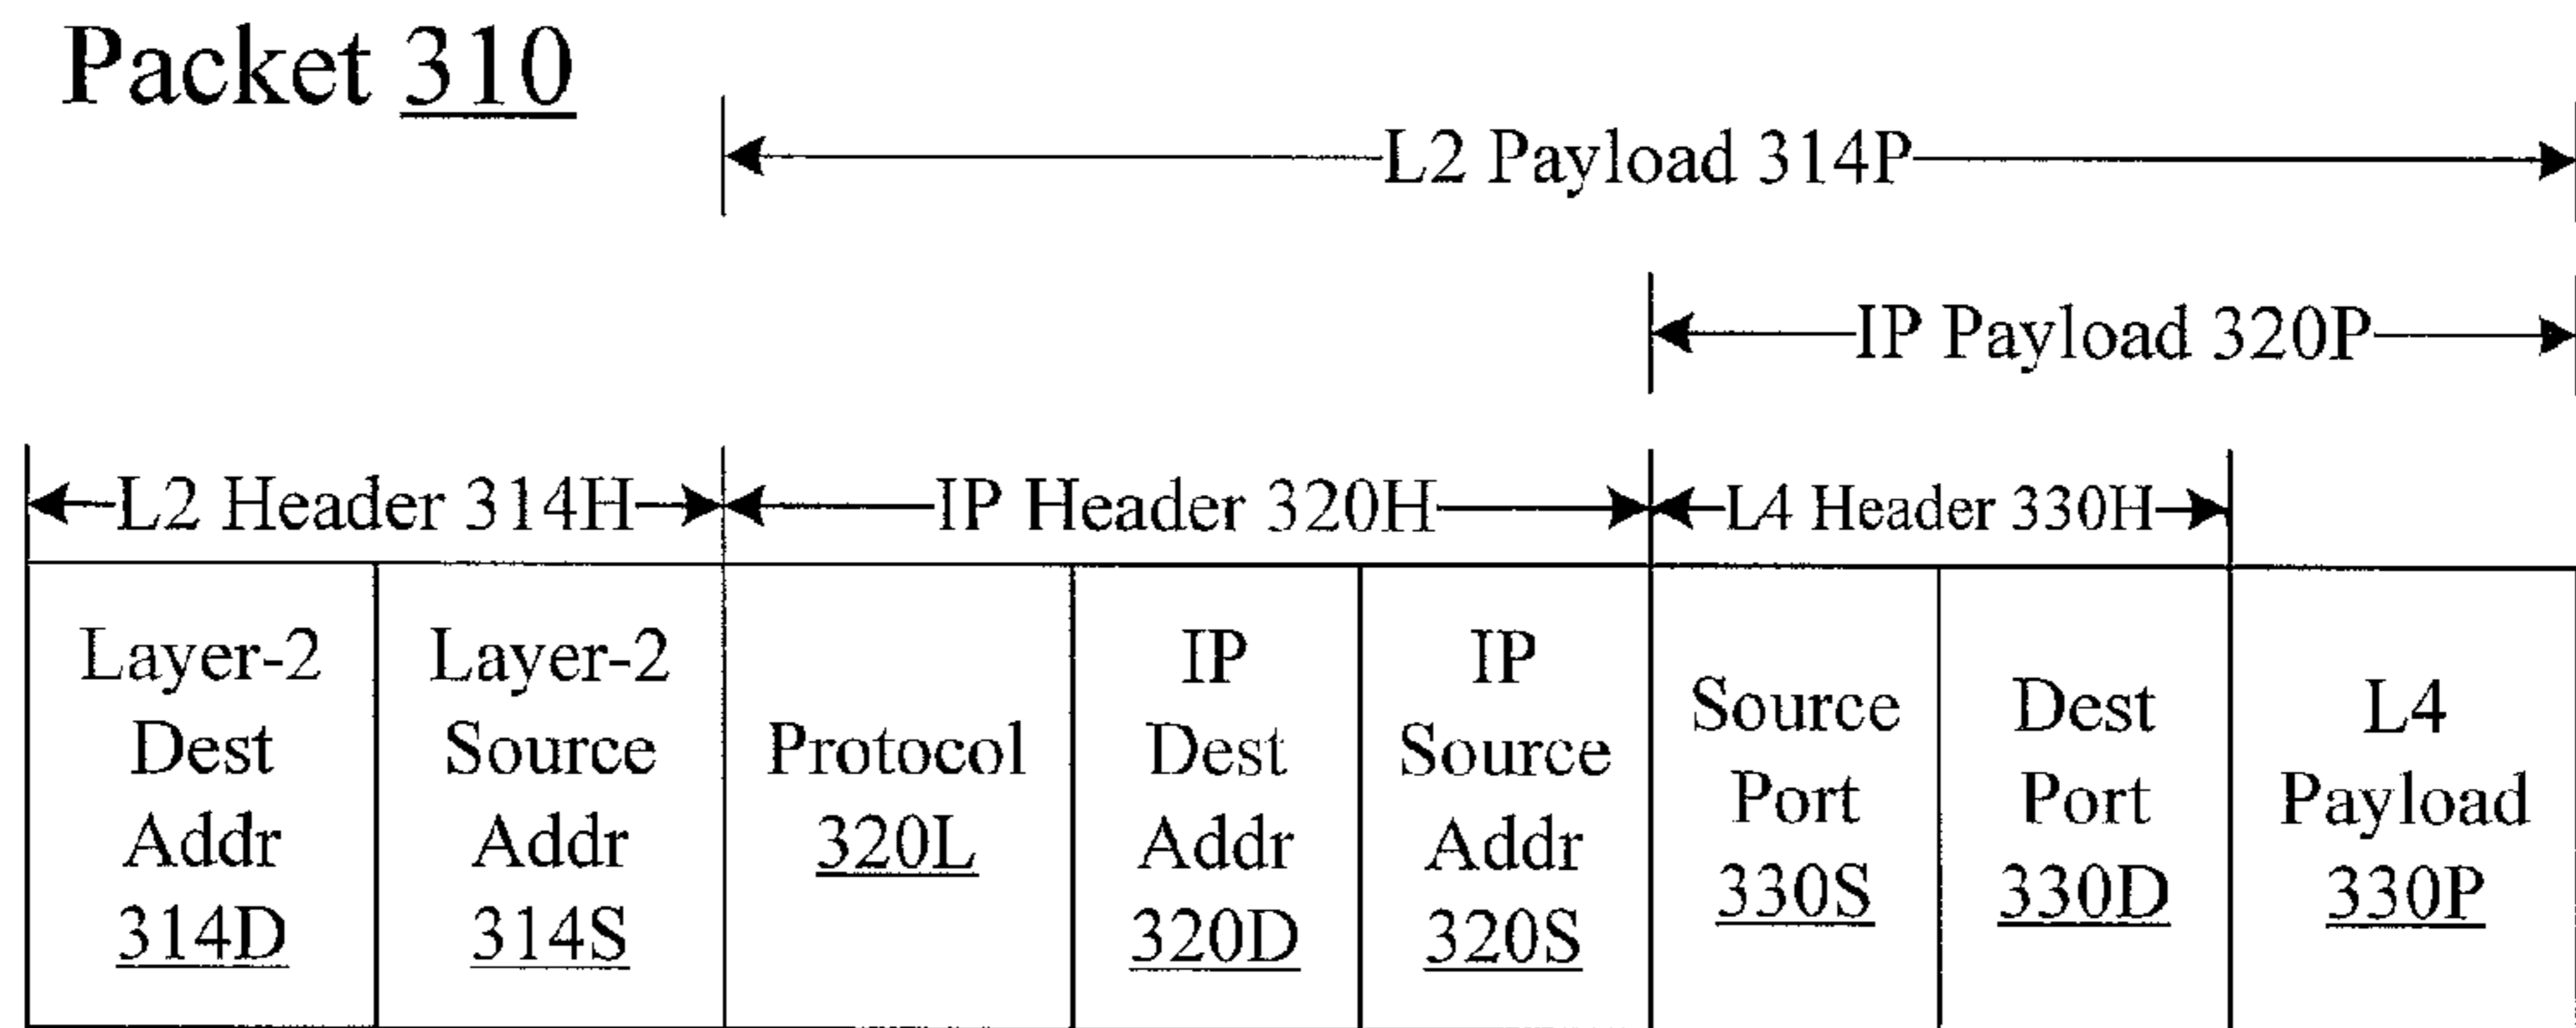 Packet 310
L2 Payload 314P
IP Payload 320P
L2 Header 314H
IP Header 320H
L4 Header 330H
Layer-2
Dest
Addr
314D
Layer-2
Source
Addr
314S
Protocol
320L
IP
Dest
Addr
320D
IP
Source
Addr
320S
Source
Port
330S
Dest
Port
330D
L4
Payload
330P